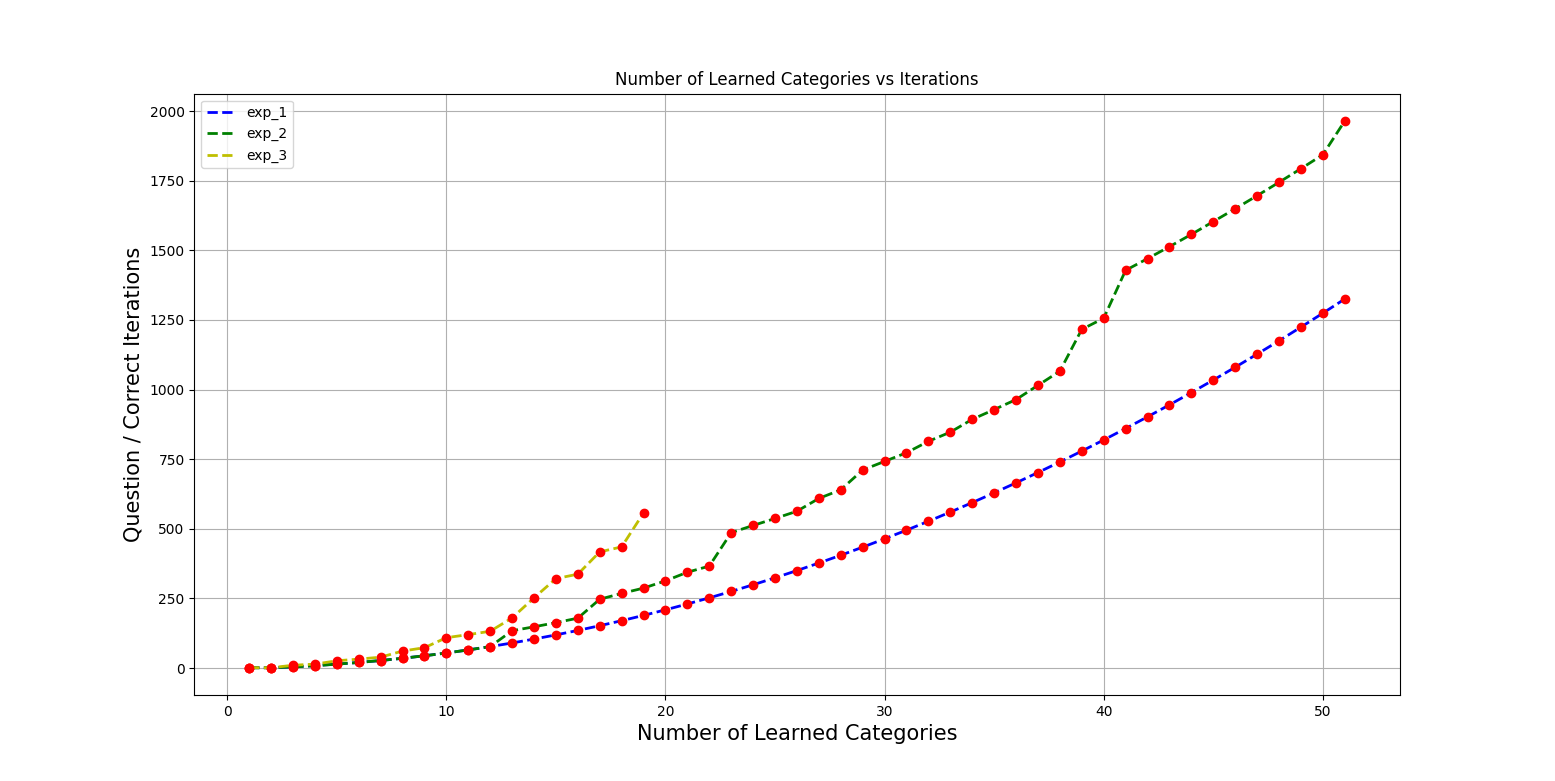 Number of Learned Categories vs Iterations
exp_1
exp_2
exp_3
Question / Correct Iterations
2000
1750
1500
1250
1000
750
500
250
0
0 10 20 30 40 50
Number of Learned Categories